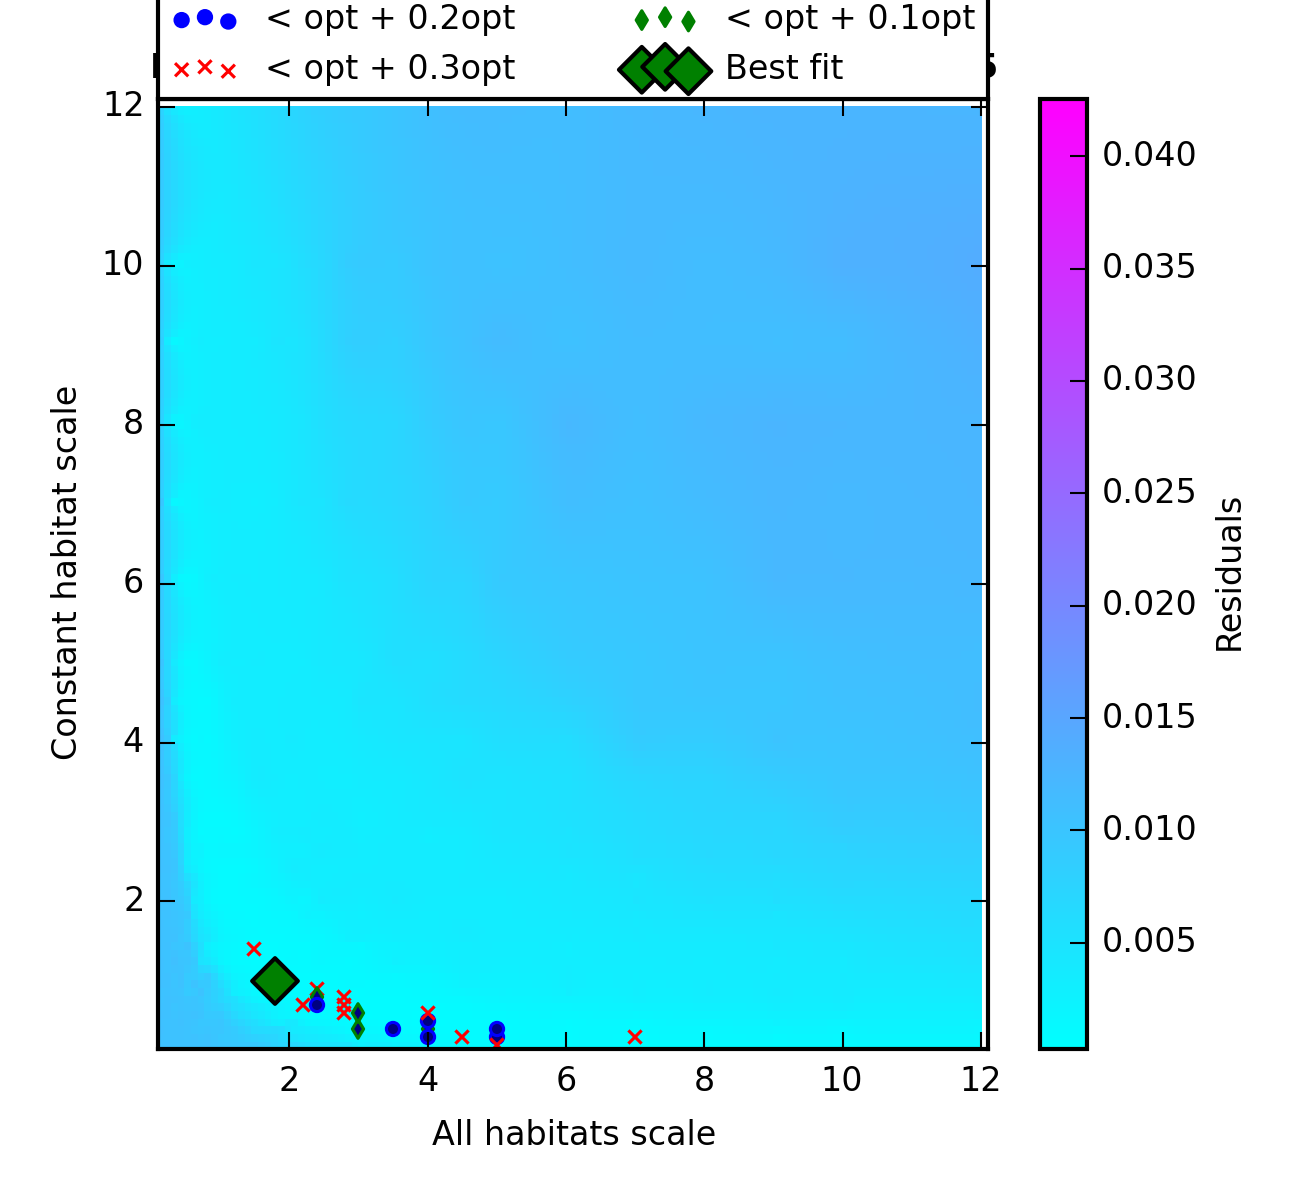 < opt + 0.2opt < opt + 0.1opt
< opt + 0.3opt Best fit
12
10
8
6
4
2
2 4 6 8 10 12
All habitats scale
Constant habitat scale
0.040
0.035
0.030
0.025
0.020
0.015
0.010
0.005
Residuals